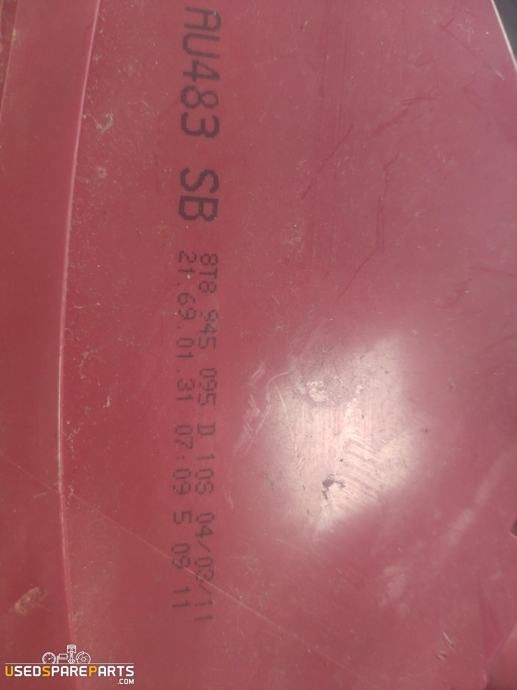 AU483 SB
8T8 945 095 D 10S 04/03/11
21.69.01.31 07:09 5 09 11
USEDSPAREPARTS
.COM